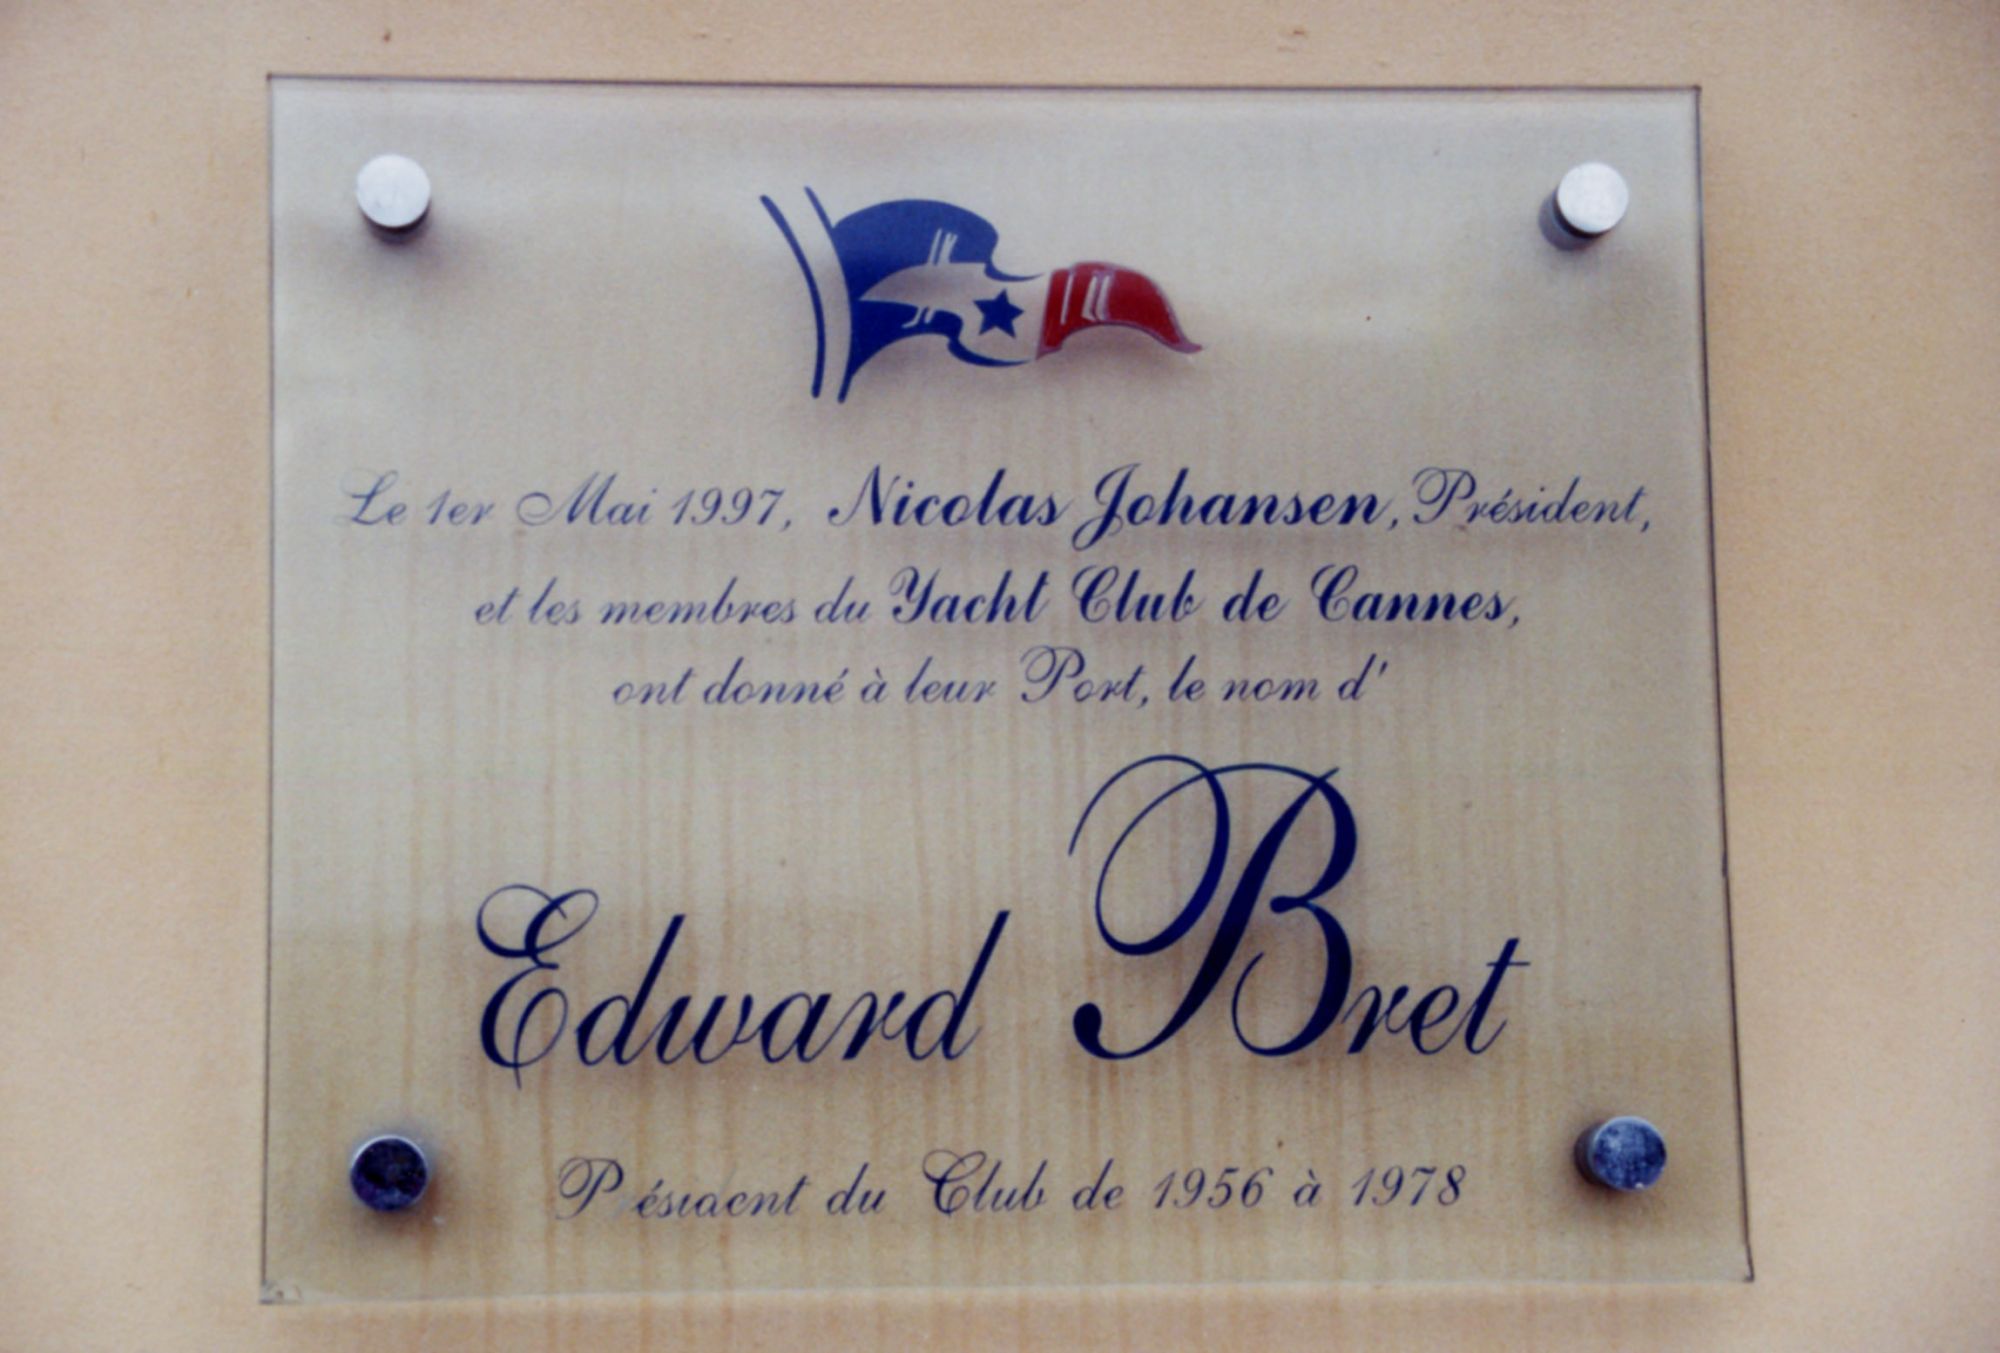 Le 1er Mai 1997, Nicolas Johansen, Président,
et les membres du Yacht Club de Cannes,
ont donné à leur Port, le nom d'
Edward Bret
Président du Club de 1956 à 1978